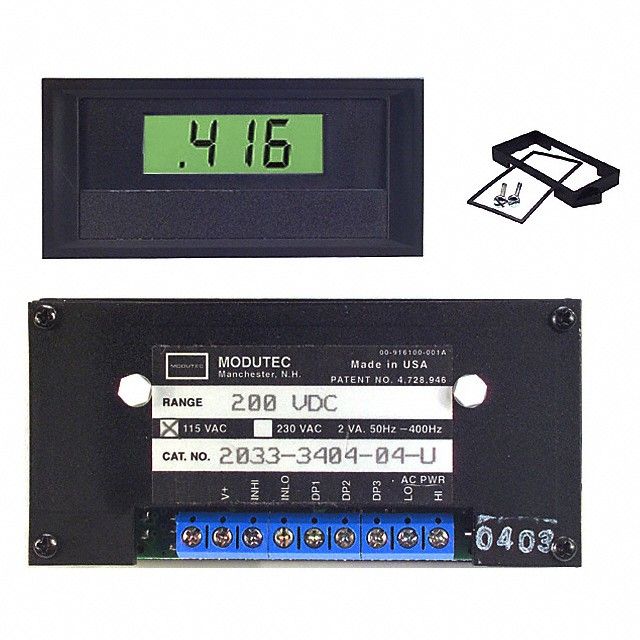 .416
00-916100-001A
MODUTEC
MODUTEC
Made in USA
Manchester, N.H.
PATENT NO. 4,728,946
RANGE 200 VDC
115 VAC 230 VAC 2 VA, 50Hz –400Hz
CAT. NO. 2033-3404-04-U
AC PWR
V+ INHI INLO DP1 DP2 DP3 LO HI
0403